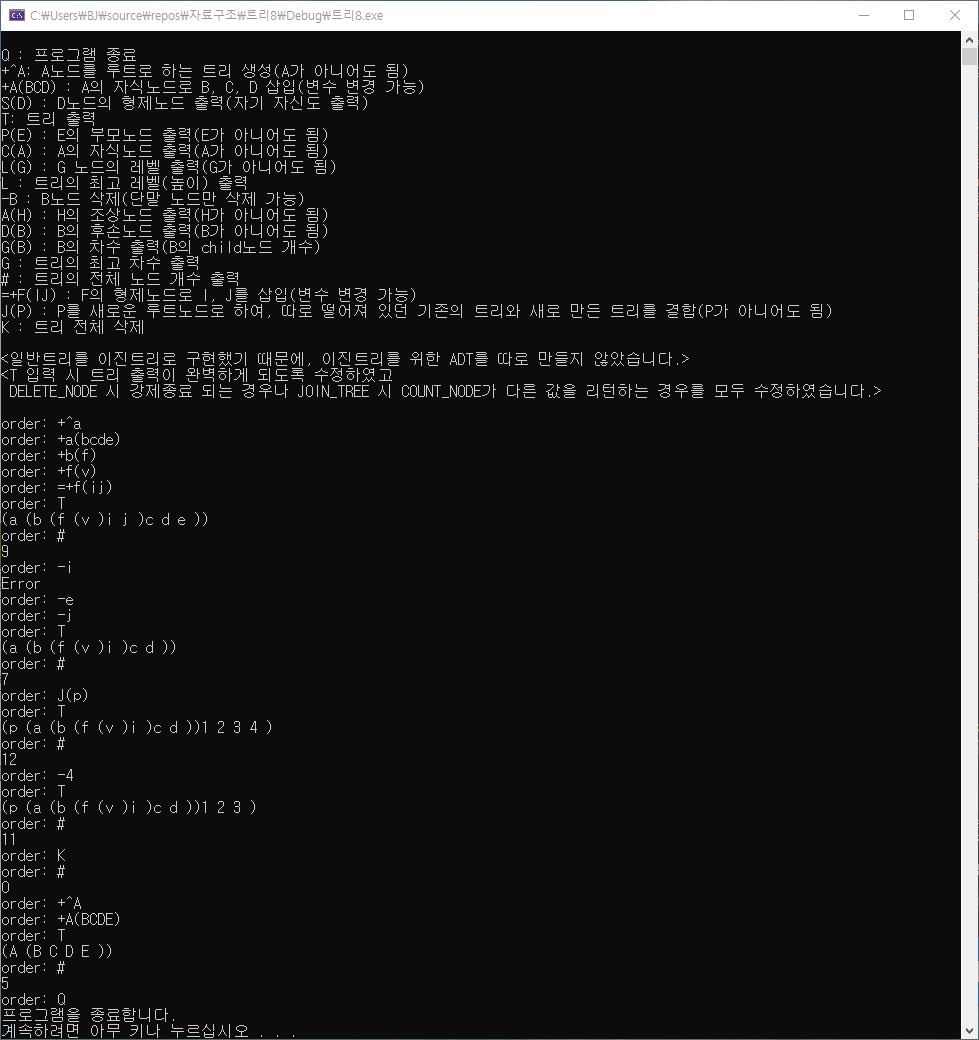 C:\Users\BJ\source\repos\자료구조\트리8\Debug\트리8.exe
Q : 프로그램 종료
+^A: A노드를 루트로 하는 트리 생성(A가 아니어도 됨)
+A(BCD) : A의 자식노드로 B, C, D 삽입(변수 변경 가능)
S(D) : D노드의 형제노드 출력(자기 자신도 출력)
T: 트리 출력
P(E) : E의 부모노드 출력(E가 아니어도 됨)
C(A) : A의 자식노드 출력(A가 아니어도 됨)
L(G) : G 노드의 레벨 출력(G가 아니어도 됨)
L : 트리의 최고 레벨(높이) 출력
-B : B노드 삭제(단말 노드만 삭제 가능)
A(H) : H의 조상노드 출력(H가 아니어도 됨)
D(B) : B의 후손노드 출력(B가 아니어도 됨)
G(B) : B의 차수 출력(B의 child노드 개수)
G : 트리의 최고 차수 출력
# : 트리의 전체 노드 개수 출력
=+F(IJ) : F의 형제노드로 I, J를 삽입(변수 변경 가능)
J(P) : P를 새로운 루트노드로 하여, 따로 떨어져 있던 기존의 트리와 새로 만든 트리를 결합(P가 아니어도 됨)
K : 트리 전체 삭제
<일반트리를 이진트리로 구현했기 때문에, 이진트리를 위한 ADT를 따로 만들지 않았습니다.>
<T 입력 시 트리 출력이 완벽하게 되도록 수정하였고
DELETE_NODE 시 강제종료 되는 경우나 JOIN_TREE 시 COUNT_NODE가 다른 값을 리턴하는 경우를 모두 수정하였습니다.>
order: +^a
order: +a(bcde)
order: +b(f)
order: +f(v)
order: =+f(ij)
order: T
(a (b (f (v )i j )c d e ))
order: #
9
order: -i
Error
order: -e
order: -j
order: T
(a (b (f (v )i )c d ))
order: #
7
order: J(p)
order: T
(p (a (b (f (v )i )c d ))1 2 3 4 )
order: #
12
order: -4
order: T
(p (a (b (f (v )i )c d ))1 2 3 )
order: #
11
order: K
order: #
0
order: +^A
order: +A(BCDE)
order: T
(A (B C D E ))
order: #
5
order: Q
프로그램을 종료합니다.
계속하려면 아무 키나 누르십시오 . . .